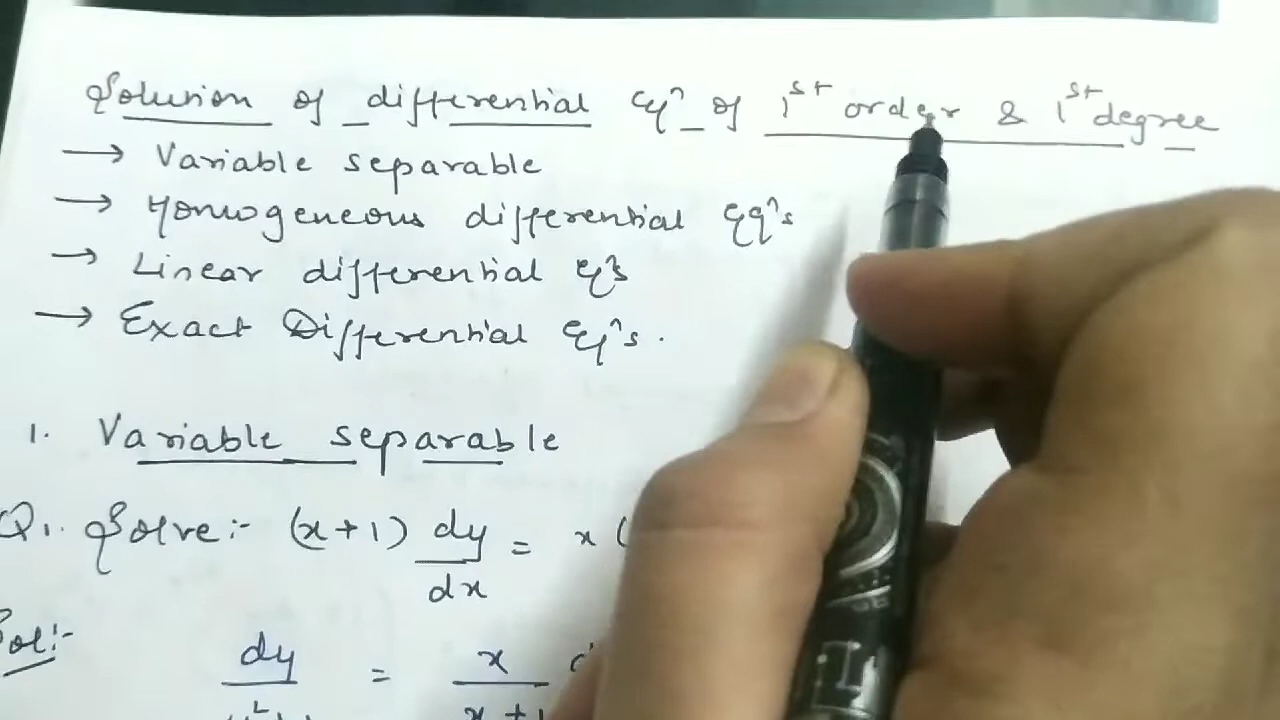 Solution of differential Eqⁿ of 1st order & 1st degree
→ Variable separable
→ Homogeneous differential Eqⁿs
→ Linear differential Eqⁿs
→ Exact Differential Eqⁿs.
1. Variable separable
Q1. Solve:- (x+1) dy/dx = x (
Sol:-
dy = x d
x+1